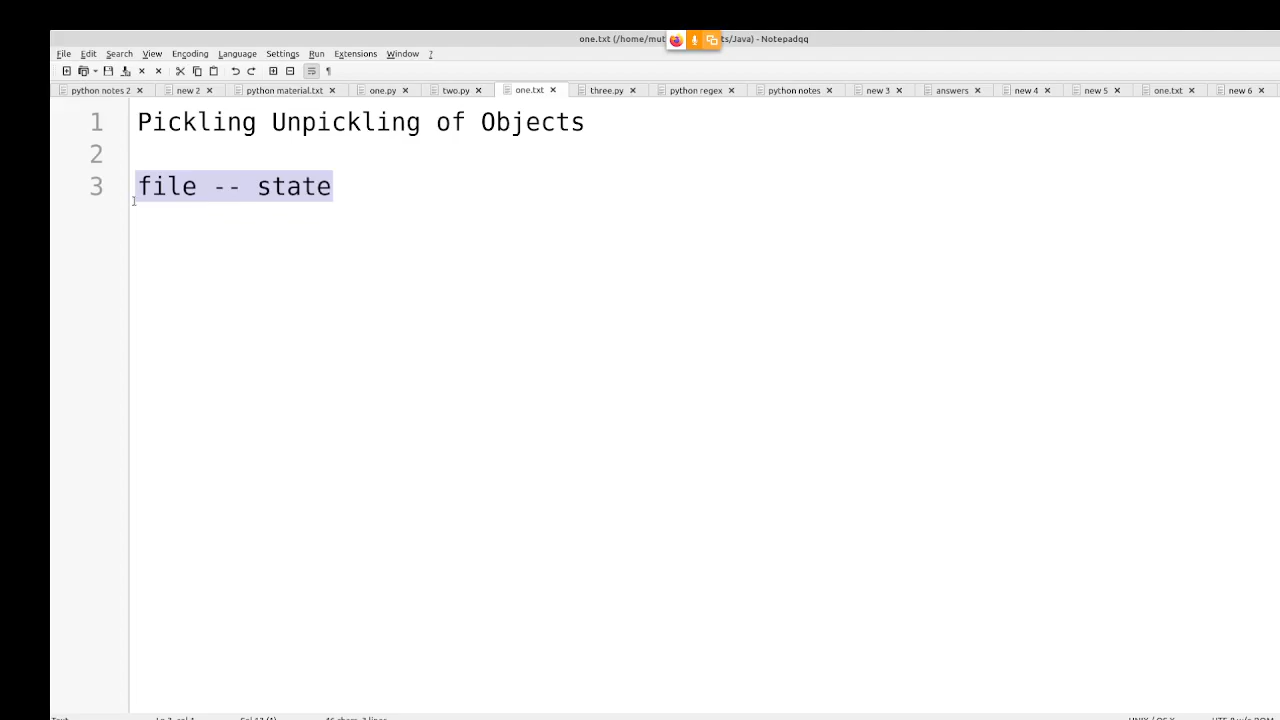 one.txt (/home/mut ts/Java) - Notepadqq
File Edit Search View Encoding Language Settings Run Extensions Window ?
python notes 2 new 2 python material.txt one.py two.py one.txt three.py python regex python notes new 3 answers new 4 new 5 one.txt new 6
1 Pickling Unpickling of Objects
2
3 file -- state